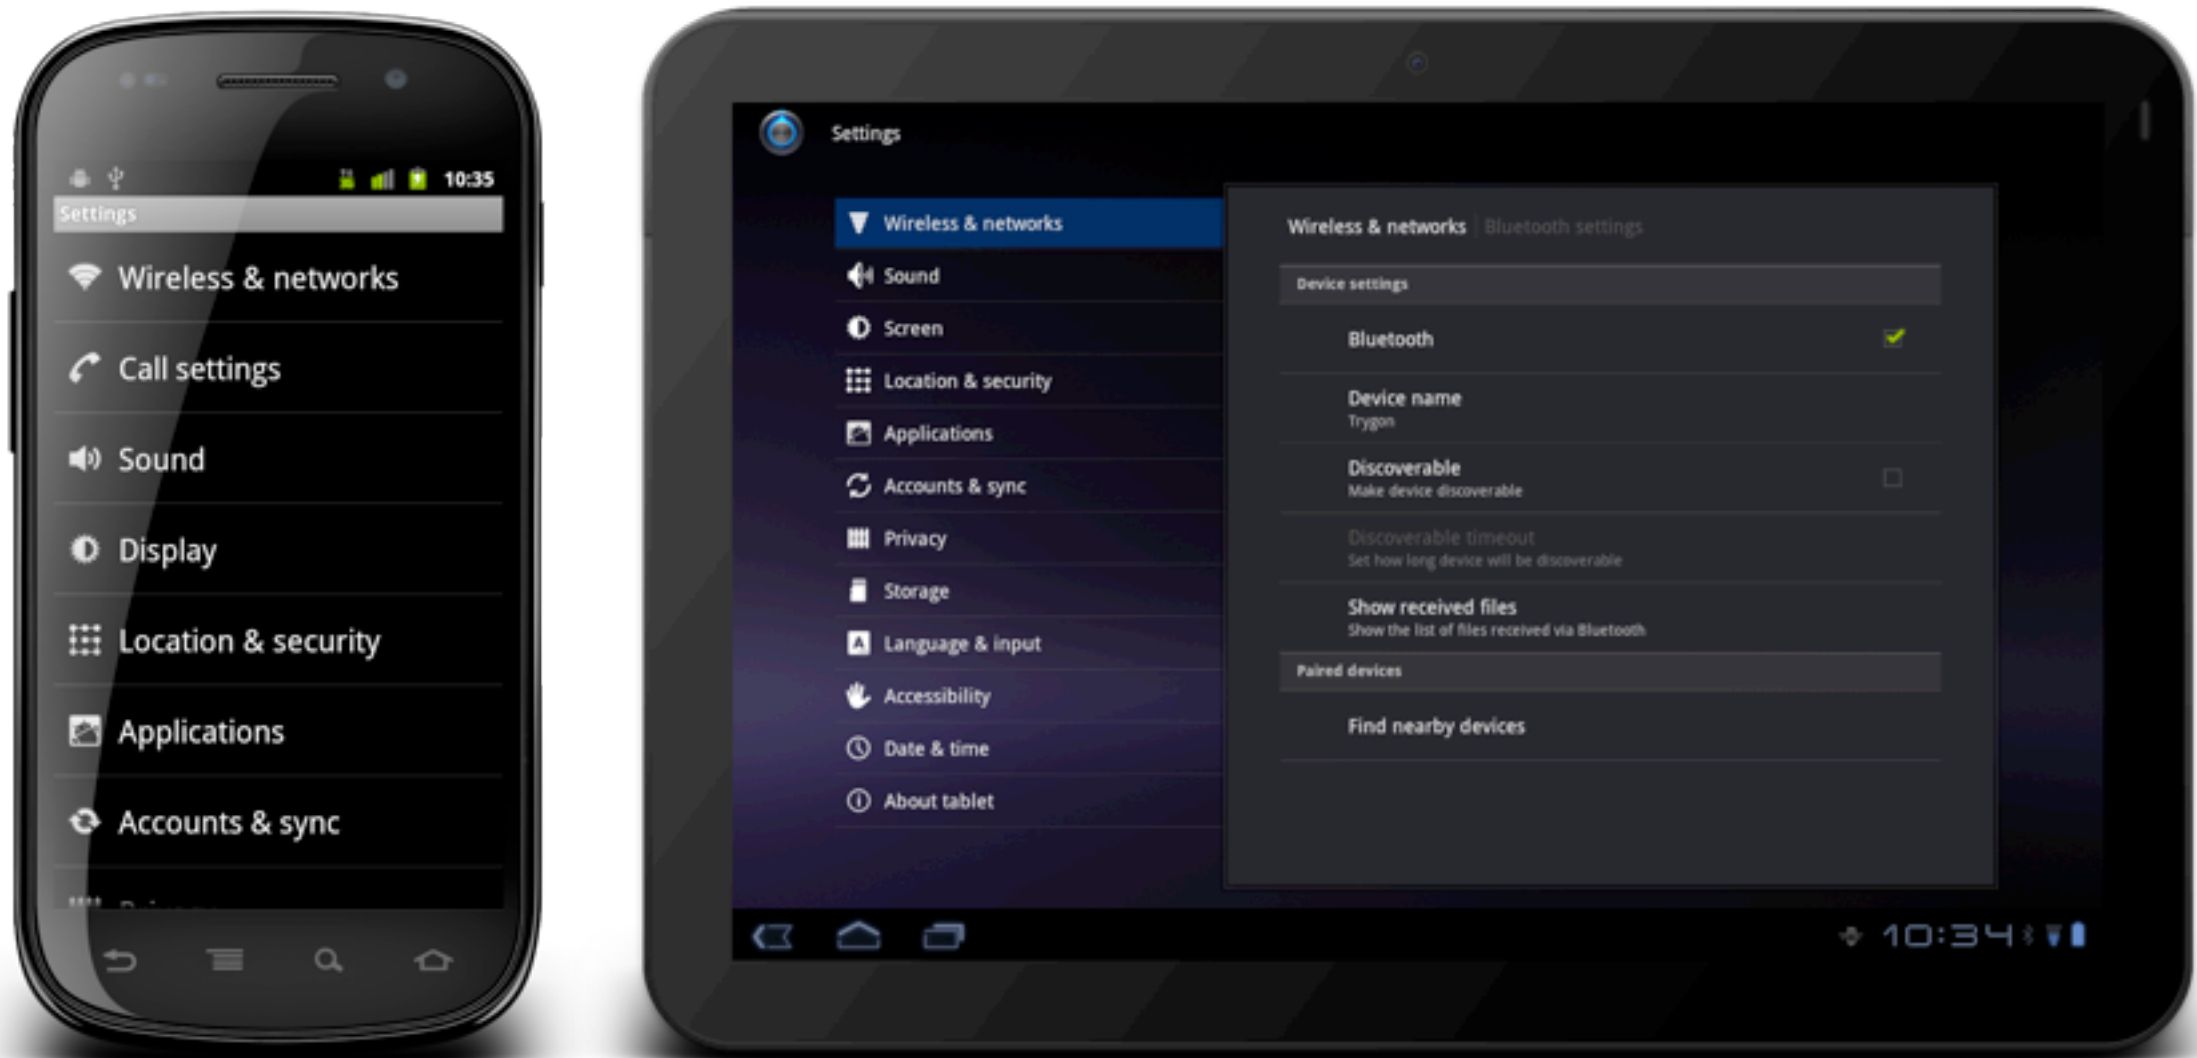 10:35
Settings
Wireless & networks
Call settings
Sound
Display
Location & security
Applications
Accounts & sync
Settings
Wireless & networks
Sound
Screen
Location & security
Applications
Accounts & sync
Privacy
Storage
Language & input
Accessibility
Date & time
About tablet
Wireless & networks Bluetooth settings
Device settings
Bluetooth
Device name
Trygon
Discoverable
Make device discoverable
Discoverable timeout
Set how long device will be discoverable
Show received files
Show the list of files received via Bluetooth
Paired devices
Find nearby devices
10:34